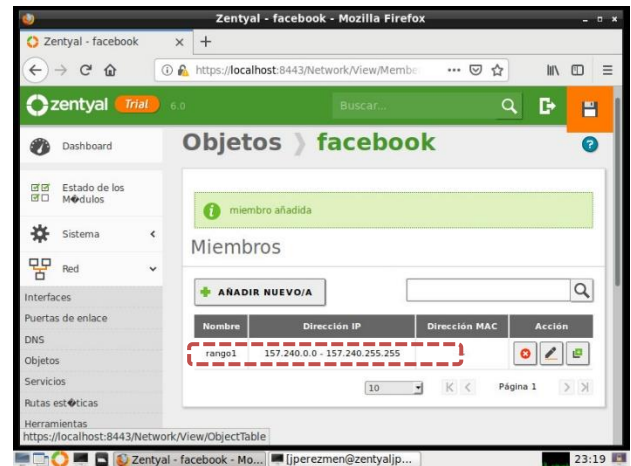 Zentyal - facebook - Mozilla Firefox
Zentyal - facebook
https://localhost:8443/Network/View/Membe
zentyal Trial 6.0 Buscar...
Dashboard
Objetos facebook
Estado de los
M�dulos
miembro añadida
Sistema
Miembros
Red
AÑADIR NUEVO/A
Interfaces
Puertas de enlace
Nombre Dirección IP Dirección MAC Acción
DNS
rango1 157.240.0.0 - 157.240.255.255
Objetos
Servicios
10 Página 1
Rutas est�ticas
Herramientas
https://localhost:8443/Network/View/ObjectTable
Zentyal - facebook - Mo... [jperezmen@zentyaljp... 23:19